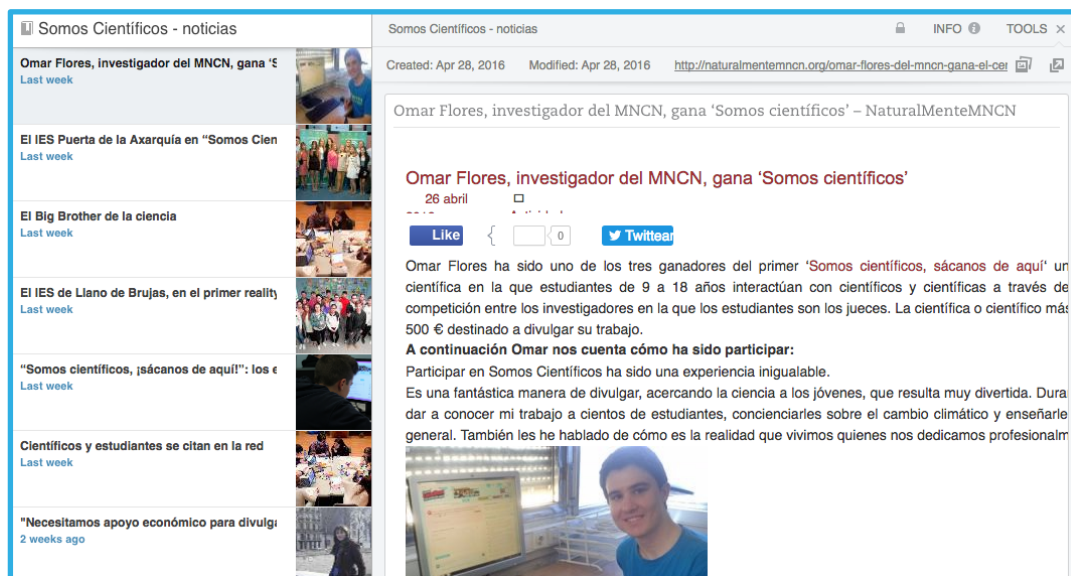 Somos Científicos - noticias
Omar Flores, investigador del MNCN, gana ‘S
Last week
El IES Puerta de la Axarquía en “Somos Cien
Last week
El Big Brother de la ciencia
Last week
El IES de Llano de Brujas, en el primer reality
Last week
"Somos científicos, ¡sácanos de aquí!": los e
Last week
Científicos y estudiantes se citan en la red
Last week
"Necesitamos apoyo económico para divulga
2 weeks ago
Somos Científicos - noticias
INFO
TOOLS
Created: Apr 28, 2016 Modified: Apr 28, 2016 http://naturalmentemncn.org/omar-flores-del-mncn-gana-el-cer
Omar Flores, investigador del MNCN, gana ‘Somos científicos’ – NaturalMenteMNCN
Omar Flores, investigador del MNCN, gana ‘Somos científicos’
26 abril
Like
0
Twittear
Omar Flores ha sido uno de los tres ganadores del primer ‘Somos científicos, sácanos de aquí‘ un
científica en la que estudiantes de 9 a 18 años interactúan con científicos y científicas a través de
competición entre los investigadores en la que los estudiantes son los jueces. La científica o científico más
500 € destinado a divulgar su trabajo.
A continuación Omar nos cuenta cómo ha sido participar:
Participar en Somos Científicos ha sido una experiencia inigualable.
Es una fantástica manera de divulgar, acercando la ciencia a los jóvenes, que resulta muy divertida. Dura
dar a conocer mi trabajo a cientos de estudiantes, concienciarles sobre el cambio climático y enseñarle
general. También les he hablado de cómo es la realidad que vivimos quienes nos dedicamos profesionalm